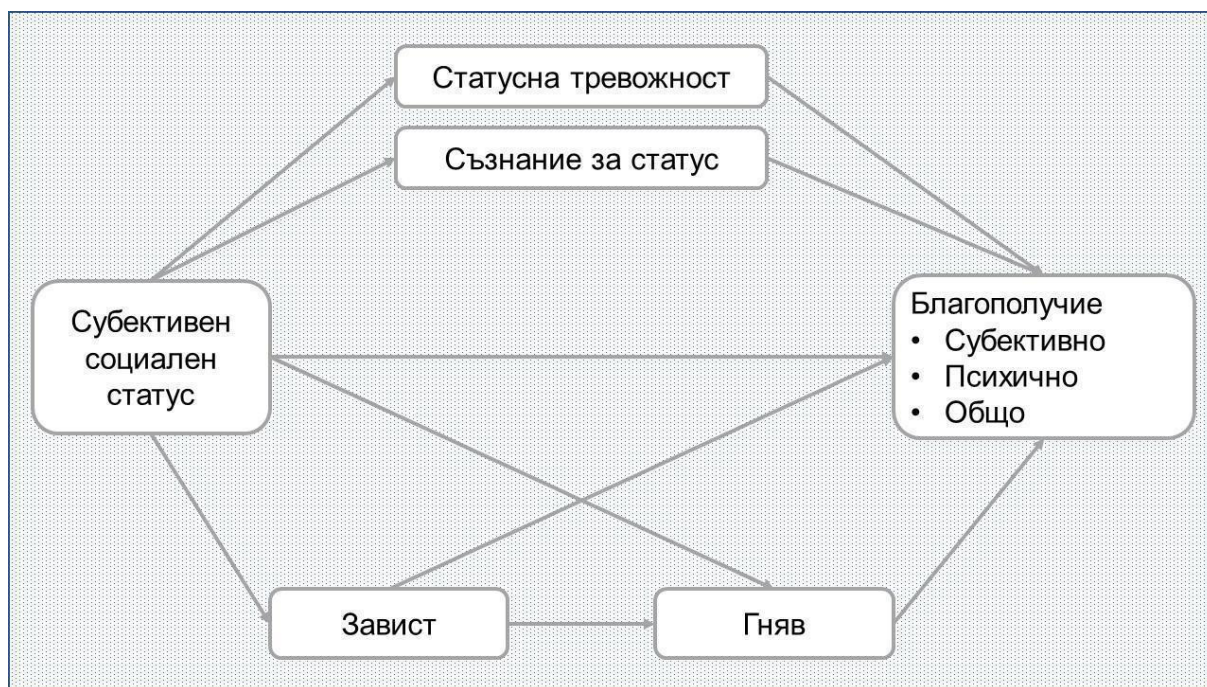 Статусна тревожност
Съзнание за статус
Субективен
социален
статус
Благополучие
• Субективно
• Психично
• Общо
Завист
Гняв